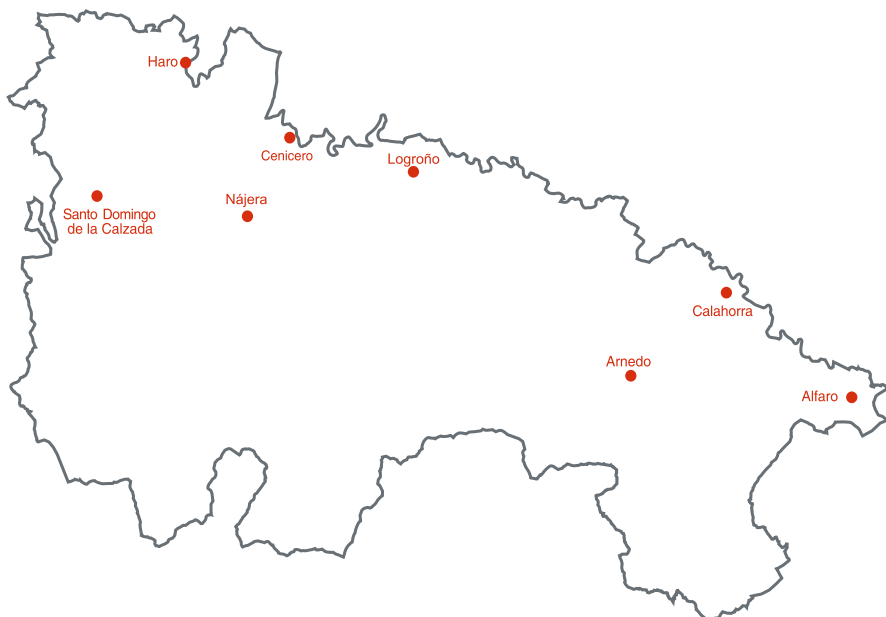 Haro
Cenicero
Logroño
Nájera
Santo Domingo
de la Calzada
Calahorra
Arnedo
Alfaro